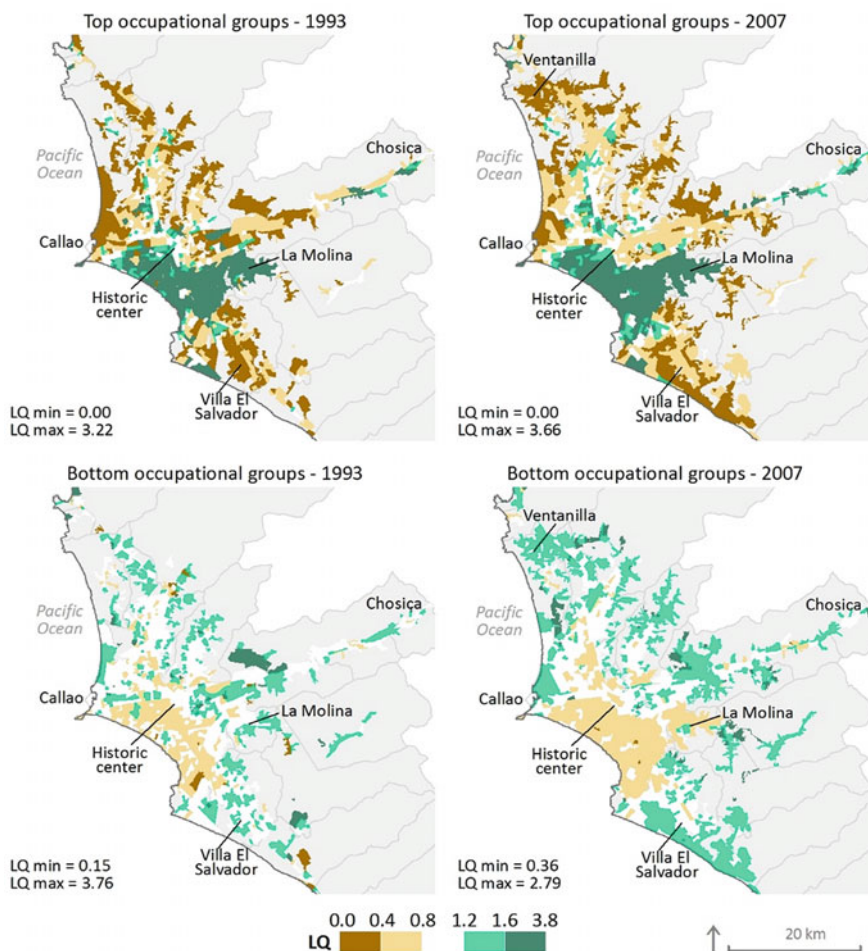 Top occupational groups - 1993
Pacific
Ocean
Chosica
Callao
La Molina
Historic
center
Villa El
Salvador
LQ min = 0.00
LQ max = 3.22
Top occupational groups - 2007
Ventanilla
Pacific
Ocean
Chosica
Callao
La Molina
Historic
center
Villa El
Salvador
LQ min = 0.00
LQ max = 3.66
Bottom occupational groups - 1993
Pacific
Ocean
Chosica
Callao
La Molina
Historic
center
Villa El
Salvador
LQ min = 0.15
LQ max = 3.76
Bottom occupational groups - 2007
Ventanilla
Pacific
Ocean
Chosica
Callao
La Molina
Historic
center
Villa El
Salvador
LQ min = 0.36
LQ max = 2.79
0.0 0.4 0.8 1.2 1.6 3.8
LQ
20 km